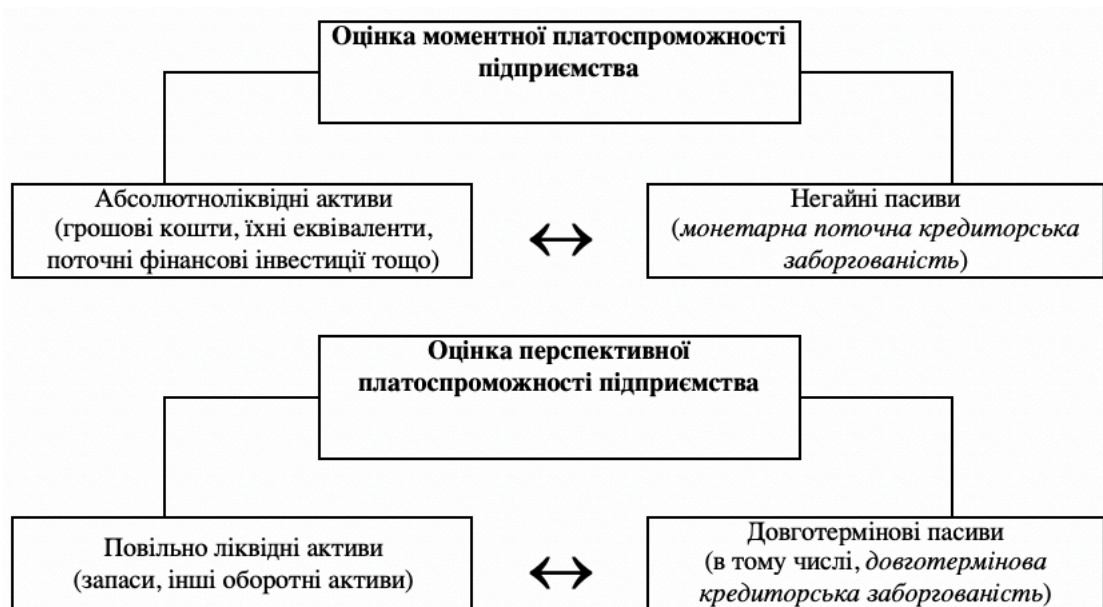 Оцінка моментної платоспроможності
підприємства
Абсолютноліквідні активи
(грошові кошти, їхні еквіваленти,
поточні фінансові інвестиції тощо)
Негайні пасиви
(монетарна поточна кредиторська
заборгованість)
Оцінка перспективної
платоспроможності підприємства
Повільно ліквідні активи
(запаси, інші оборотні активи)
Довготермінові пасиви
(в тому числі, довготермінова
кредиторська заборгованість)